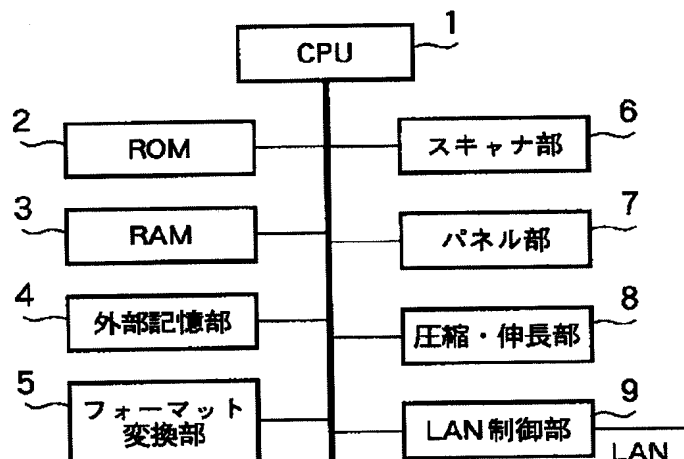 1
CPU
2
ROM
6
スキャナ部
3
RAM
7
パネル部
4
外部記憶部
8
圧縮・伸長部
5
フォーマット
変換部
9
LAN制御部
LAN